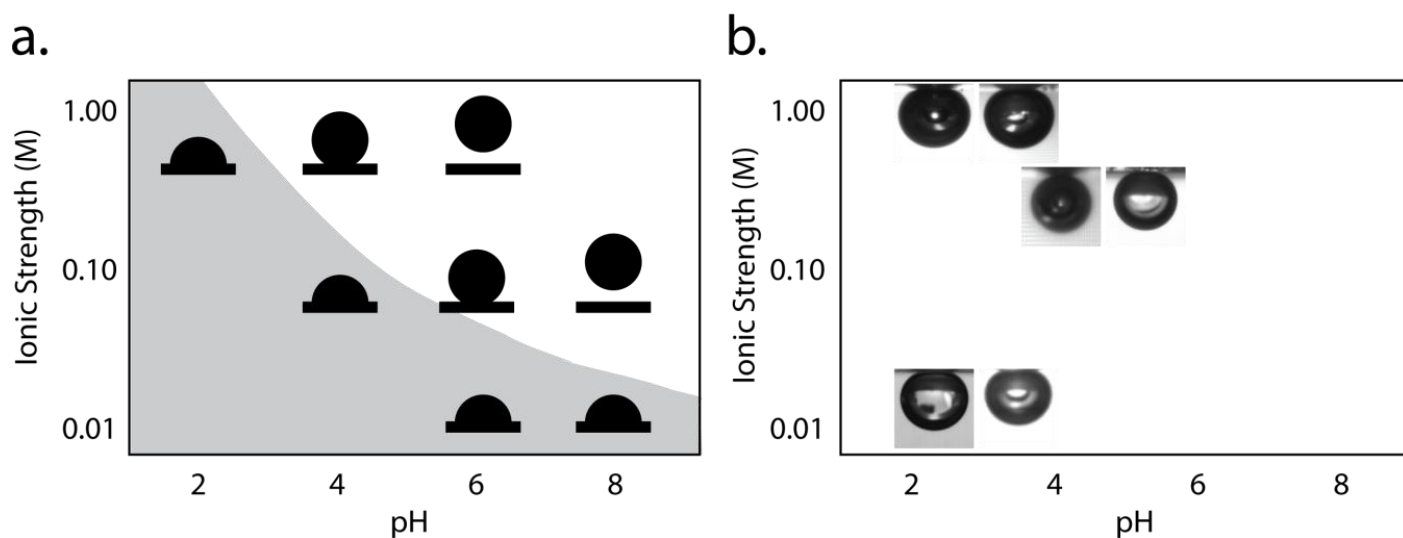 a.
Ionic Strength (M)
1.00
0.10
0.01
2 4 6 8
pH
b.
Ionic Strength (M)
1.00
0.10
0.01
2 4 6 8
pH